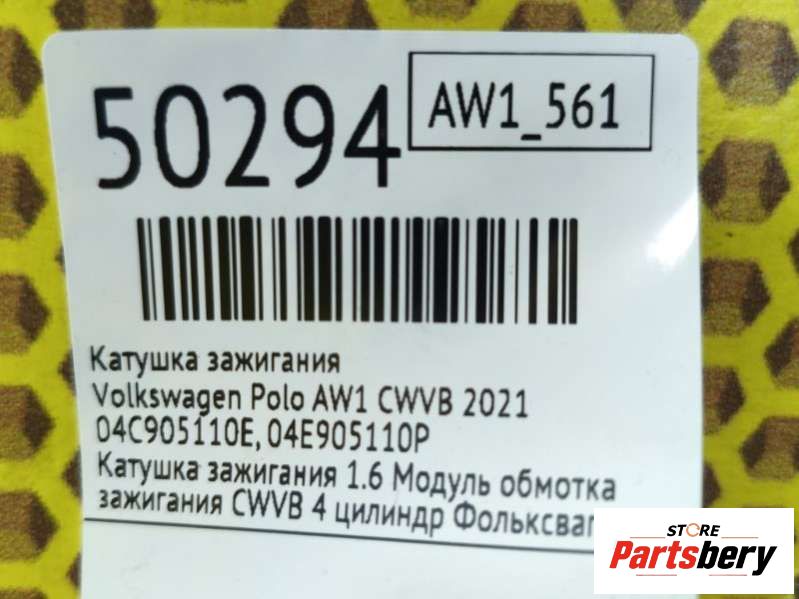 50294
AW1_561
Катушка зажигания
Volkswagen Polo AW1 CWVB 2021
04C905110E, 04E905110P
Катушка зажигания 1.6 Модуль обмотка
зажигания CWVB 4 цилиндр
STORE
Partsbery